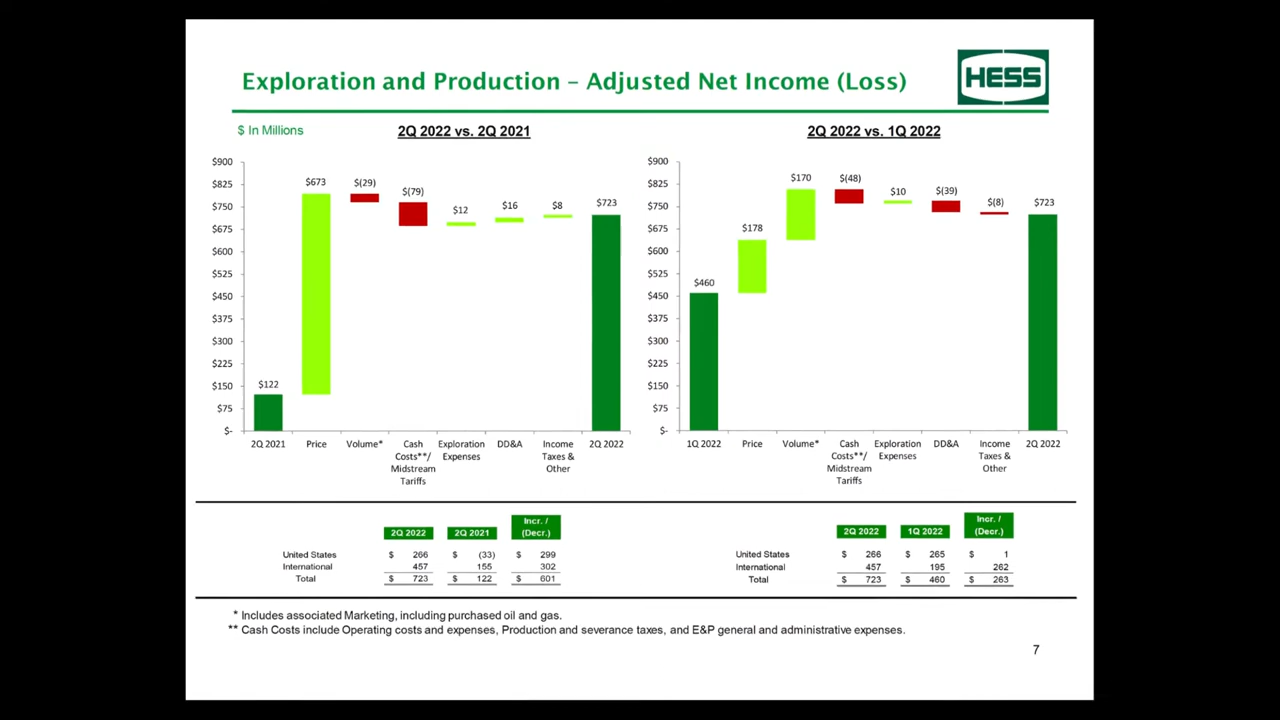 Exploration and Production – Adjusted Net Income (Loss)
HESS
$ In Millions
2Q 2022 vs. 2Q 2021
$900
$825
$750
$675
$600
$525
$450
$375
$300
$225
$150
$75
$-
$122
$673
$(29)
$(79)
$12
$16
$8
$723
2Q 2021
Price
Volume*
Cash
Costs**/
Midstream
Tariffs
Exploration
Expenses
DD&A
Income
Taxes &
Other
2Q 2022
2Q 2022 vs. 1Q 2022
$900
$825
$750
$675
$600
$525
$450
$375
$300
$225
$150
$75
$-
$460
$178
$170
$(48)
$10
$(39)
$(8)
$723
1Q 2022
Price
Volume*
Cash
Costs**/
Midstream
Tariffs
Exploration
Expenses
DD&A
Income
Taxes &
Other
2Q 2022
2Q 2022 2Q 2021 Incr. / (Decr.)
United States $ 266 $ (33) $ 299
International 457 155 302
Total $ 723 $ 122 $ 601
2Q 2022 1Q 2022 Incr. / (Decr.)
United States $ 266 $ 265 $ 1
International 457 195 262
Total $ 723 $ 460 $ 263
* Includes associated Marketing, including purchased oil and gas.
** Cash Costs include Operating costs and expenses, Production and severance taxes, and E&P general and administrative expenses.
7